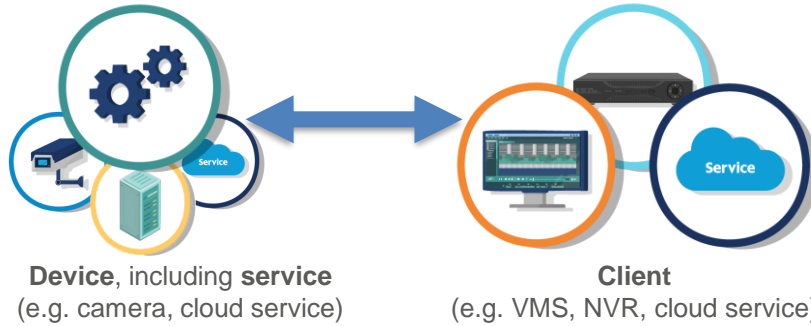 Service
Service
Device, including service
(e.g. camera, cloud service)
Client
(e.g. VMS, NVR, cloud service)